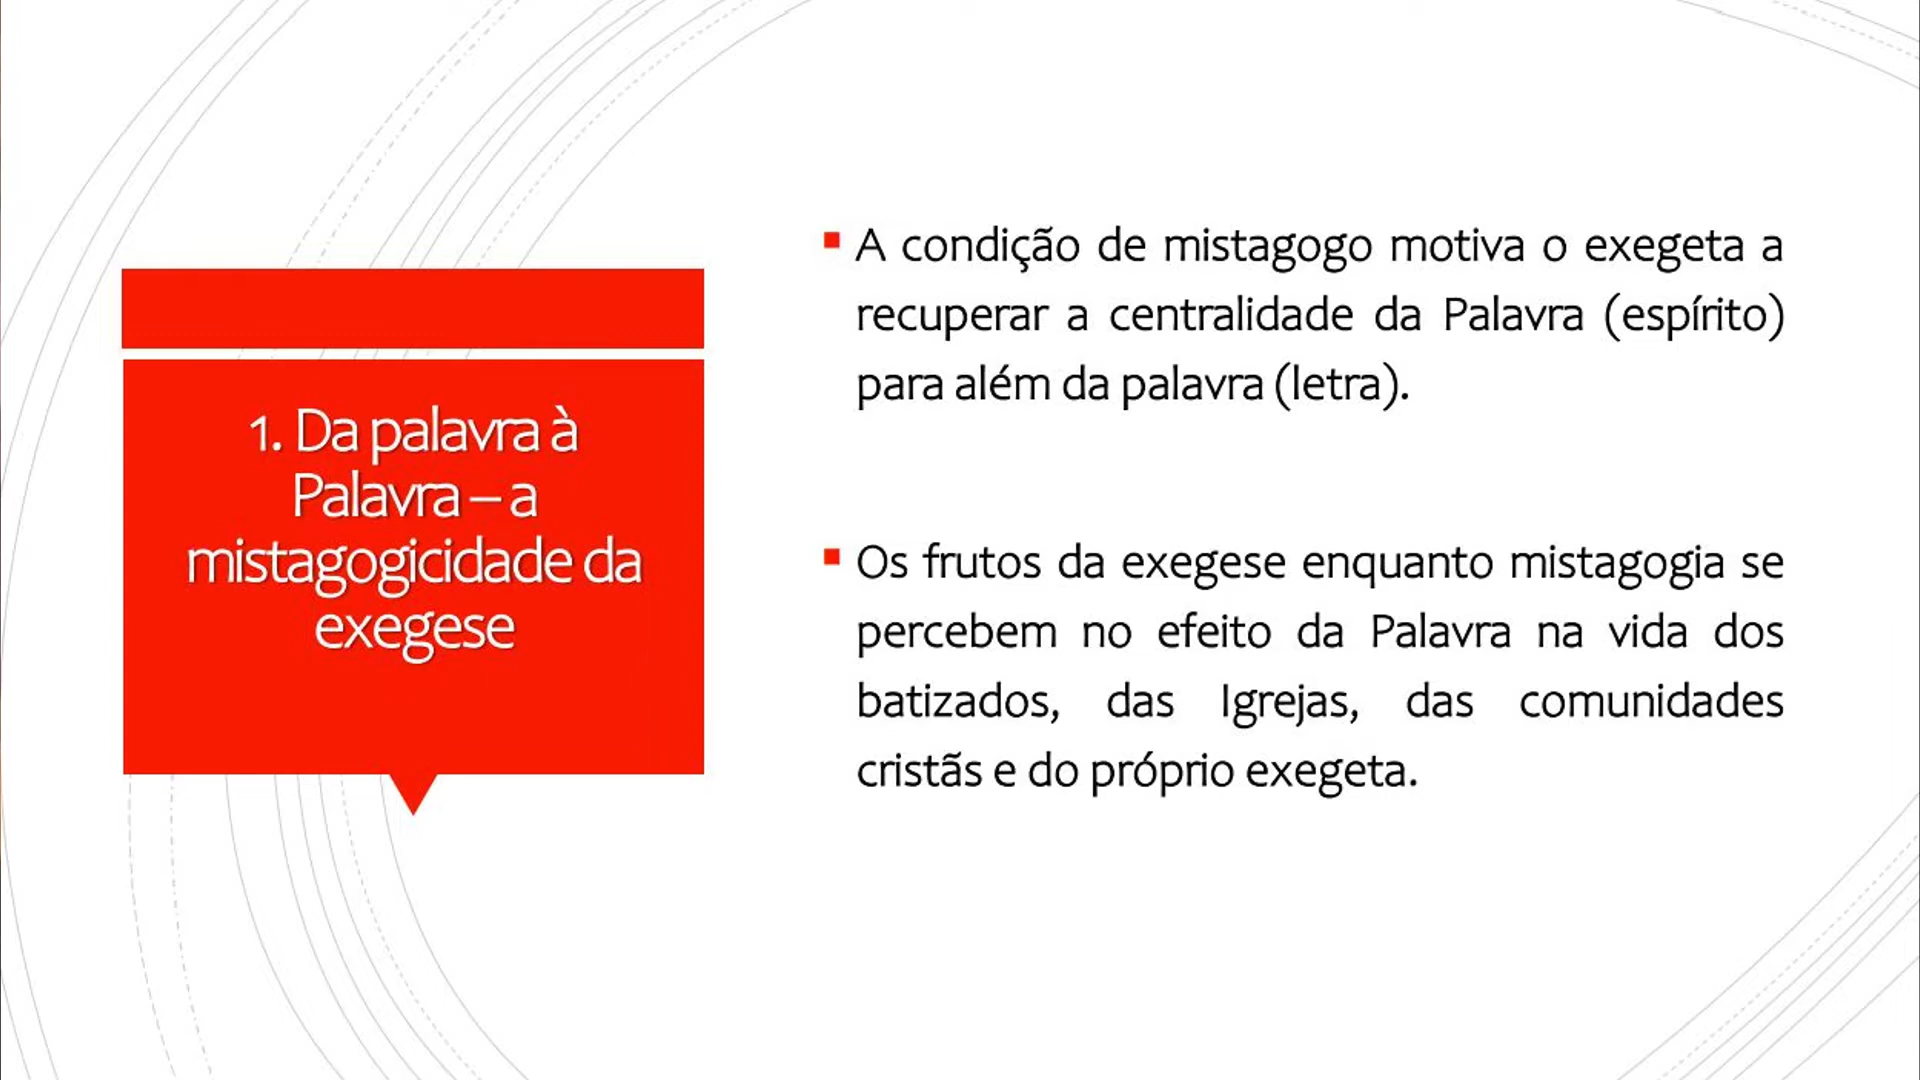 1. Da palavra à
Palavra – a
mistagogicidade da
exegese
A condição de mistagogo motiva o exegeta a
recuperar a centralidade da Palavra (espírito)
para além da palavra (letra).
Os frutos da exegese enquanto mistagogia se
percebem no efeito da Palavra na vida dos
batizados, das Igrejas, das comunidades
cristãs e do próprio exegeta.